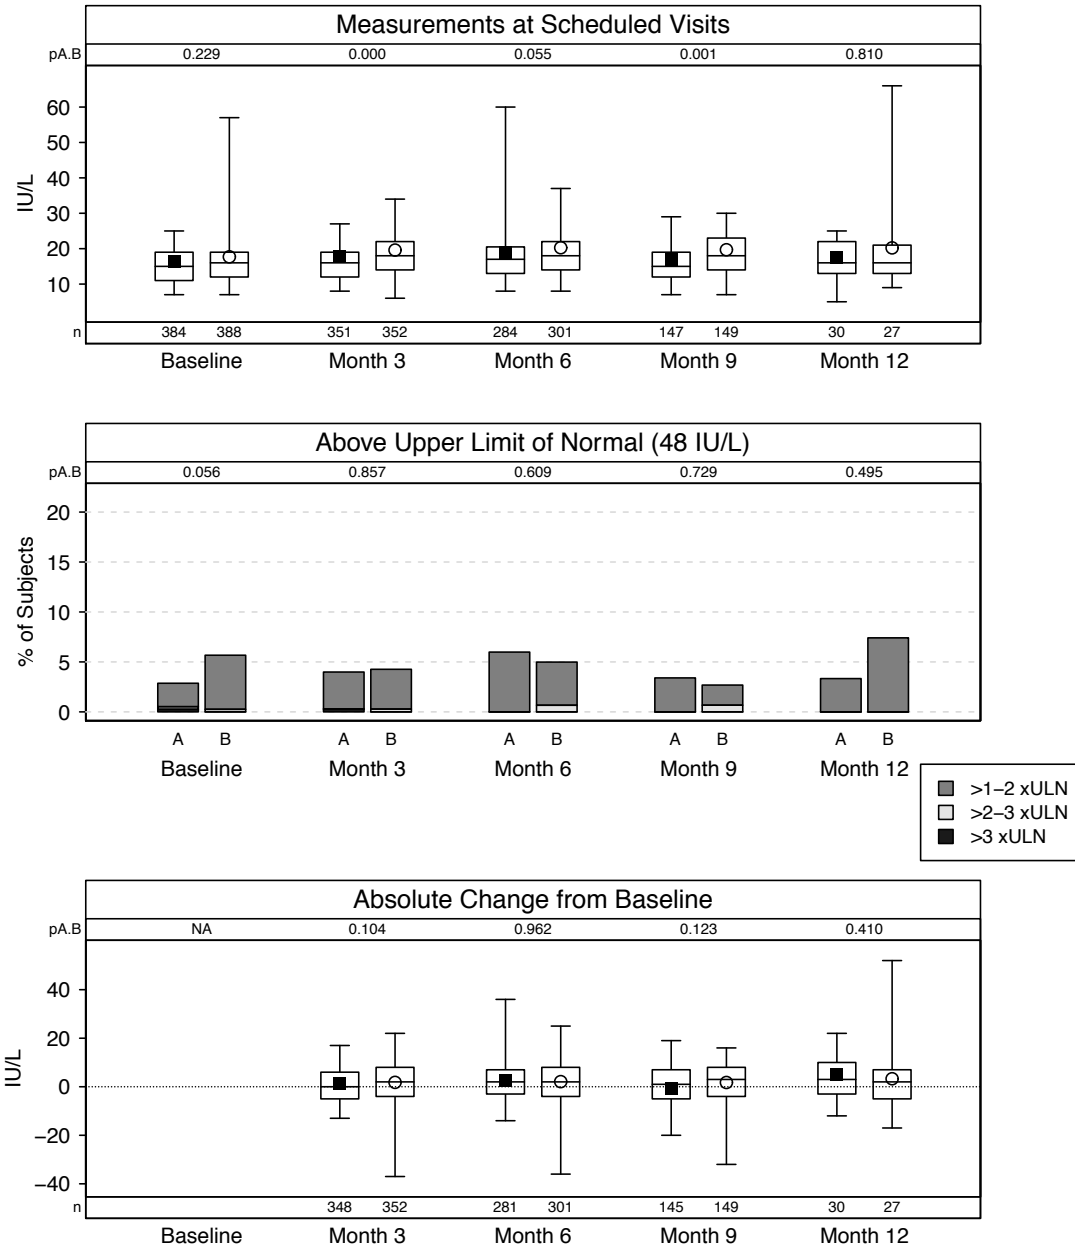 Measurements at Scheduled Visits
pA.B 0.229 0.000 0.055 0.001 0.810
60
50
40
30
20
10
IU/L
n 384 388 351 352 284 301 147 149 30 27
Baseline Month 3 Month 6 Month 9 Month 12
Above Upper Limit of Normal (48 IU/L)
pA.B 0.056 0.857 0.609 0.729 0.495
20
15
10
5
0
% of Subjects
A B A B A B A B A B
Baseline Month 3 Month 6 Month 9 Month 12
>1−2 xULN
>2−3 xULN
>3 xULN
Absolute Change from Baseline
pA.B NA 0.104 0.962 0.123 0.410
40
20
0
−20
−40
IU/L
n 348 352 281 301 145 149 30 27
Baseline Month 3 Month 6 Month 9 Month 12